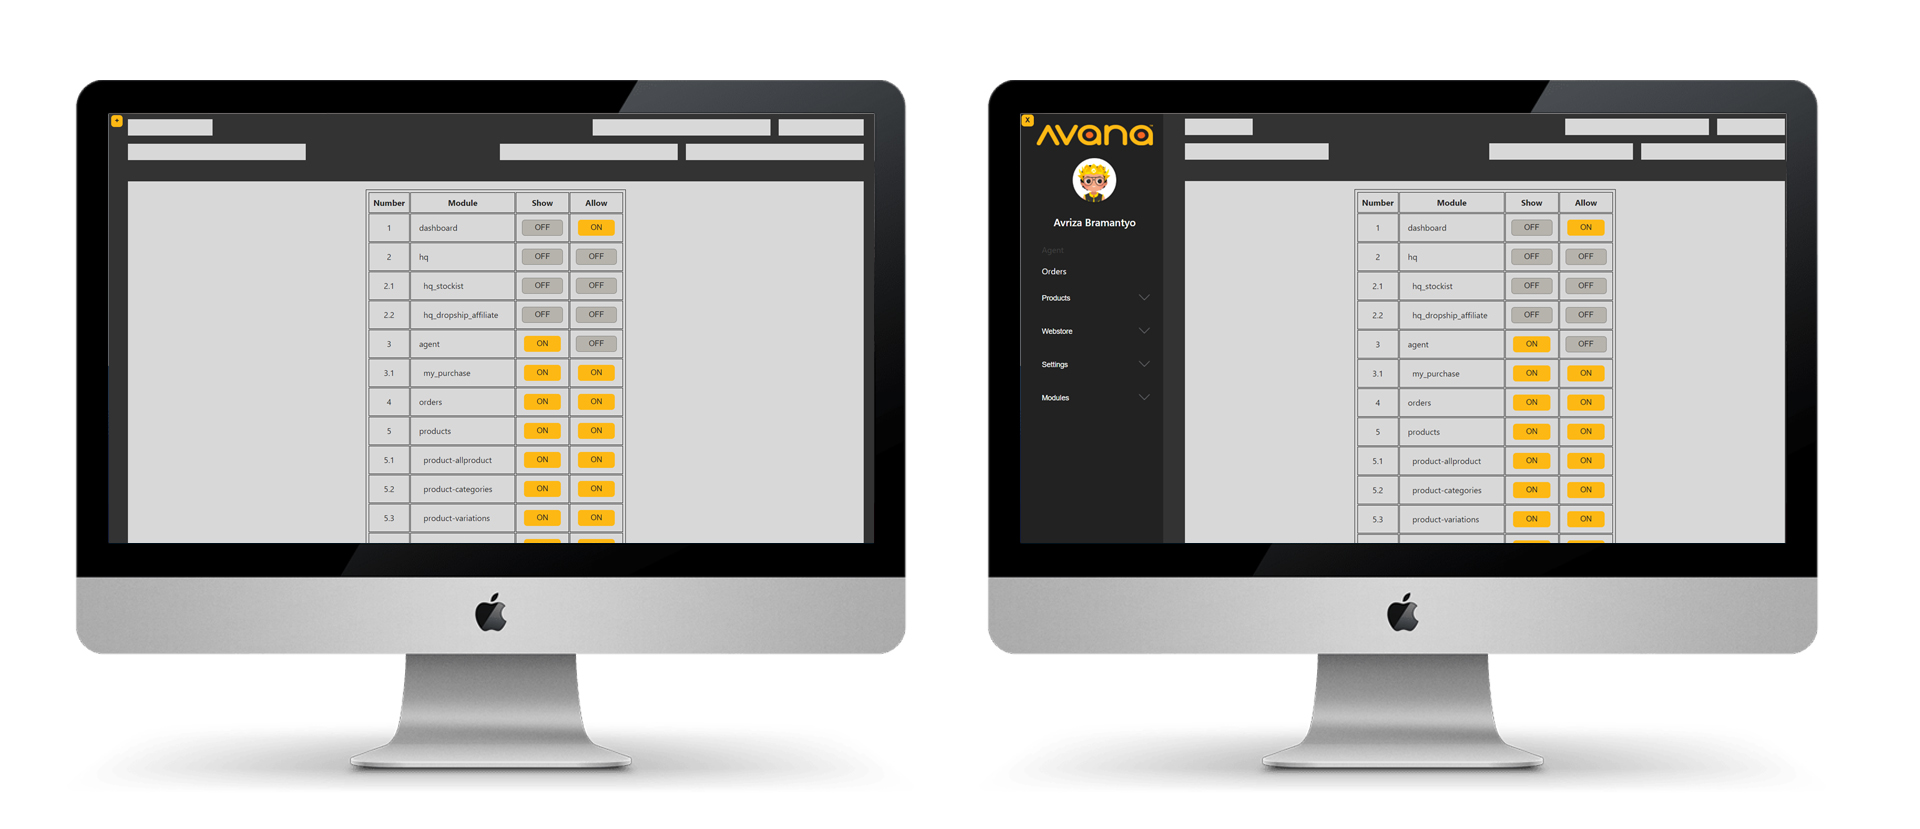 +
Number Module Show Allow
1 dashboard OFF ON
2 hq OFF OFF
2.1 hq_stockist OFF OFF
2.2 hq_dropship_affiliate OFF OFF
3 agent ON OFF
3.1 my_purchase ON ON
4 orders ON ON
5 products ON ON
5.1 product-allproduct ON ON
5.2 product-categories ON ON
5.3 product-variations ON ON
X
Avana
Avriza Bramantyo
Agent
Orders
Products
Webstore
Settings
Modules
Number Module Show Allow
1 dashboard OFF ON
2 hq OFF OFF
2.1 hq_stockist OFF OFF
2.2 hq_dropship_affiliate OFF OFF
3 agent ON OFF
3.1 my_purchase ON ON
4 orders ON ON
5 products ON ON
5.1 product-allproduct ON ON
5.2 product-categories ON ON
5.3 product-variations ON ON